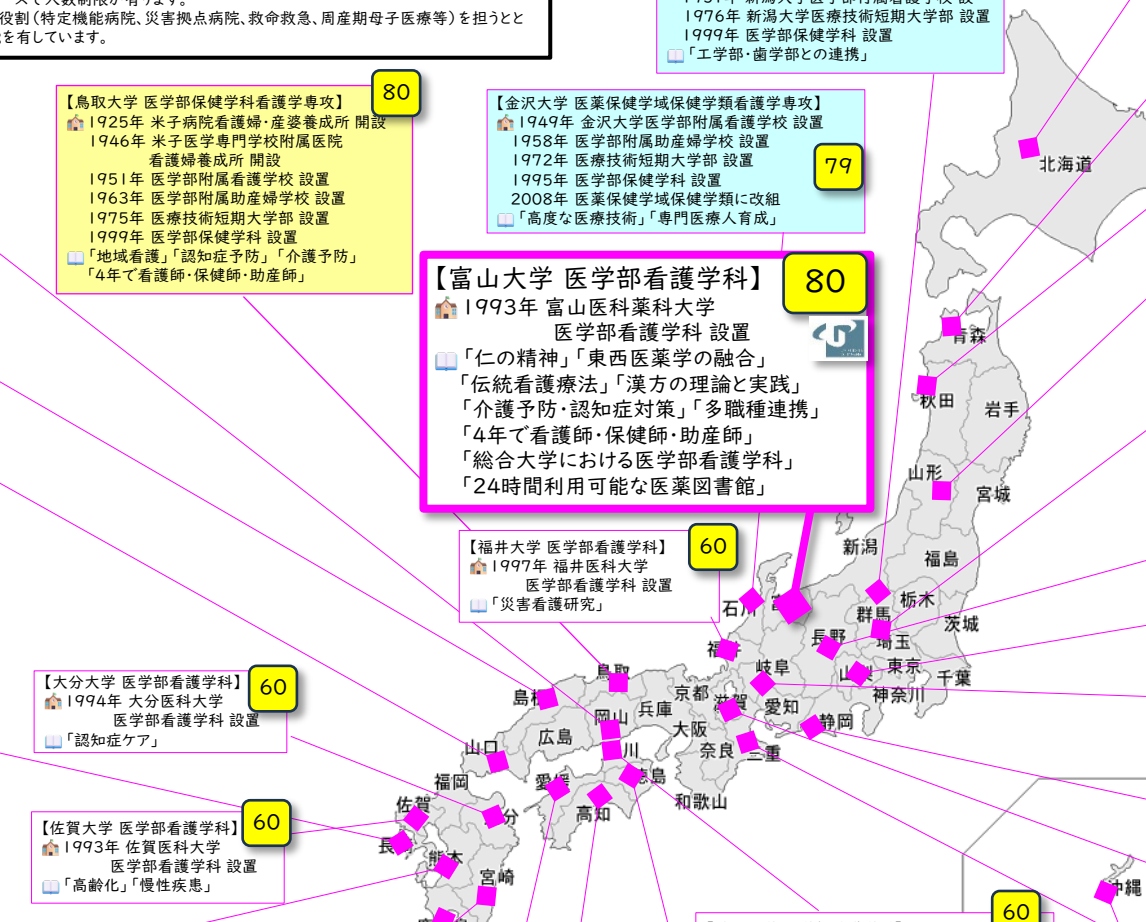 ースで人数制限が有ります。
役割(特定機能病院、災害拠点病院、救命救急、周産期母子医療等)を担うとと
を有しています。
1976年 新潟大学医療技術短期大学部 設置
1999年 医学部保健学科 設置
📖「工学部・歯学部との連携」
【鳥取大学 医学部保健学科看護学専攻】
80
🏫1925年 米子病院看護婦・産婆養成所 開設
1946年 米子医学専門学校附属医院
看護婦養成所 開設
1951年 医学部附属看護学校 設置
1963年 医学部附属助産婦学校 設置
1975年 医療技術短期大学部 設置
1999年 医学部保健学科 設置
📖「地域看護」「認知症予防」「介護予防」
「4年で看護師・保健師・助産師」
【金沢大学 医薬保健学域保健学類看護学専攻】
🏫1949年 金沢大学医学部附属看護学校 設置
1958年 医学部附属助産婦学校 設置
1972年 医療技術短期大学部 設置
79
1995年 医学部保健学科 設置
2008年 医薬保健学域保健学類に改組
📖「高度な医療技術」「専門医療人育成」
【富山大学 医学部看護学科】
80
🏫1993年 富山医科薬科大学
医学部看護学科 設置
📖「仁の精神」「東西医薬学の融合」
「伝統看護療法」「漢方の理論と実践」
「介護予防・認知症対策」「多職種連携」
「4年で看護師・保健師・助産師」
「総合大学における医学部看護学科」
「24時間利用可能な医薬図書館」
【福井大学 医学部看護学科】
60
🏫1997年 福井医科大学
医学部看護学科 設置
📖「災害看護研究」
【大分大学 医学部看護学科】
60
🏫1994年 大分医科大学
医学部看護学科 設置
📖「認知症ケア」
【佐賀大学 医学部看護学科】
60
🏫1993年 佐賀医科大学
医学部看護学科 設置
📖「高齢化」「慢性疾患」
北海道
青森
秋田
岩手
山形
宮城
新潟
福島
石川
群馬
栃木
茨城
長野
埼玉
福井
岐阜
山梨
東京
千葉
神奈川
鳥取
島根
京都
滋賀
愛知
静岡
岡山
兵庫
広島
大阪
奈良
三重
山口
川
和歌山
福岡
愛媛
徳島
高知
佐賀
分
長
熊本
宮崎
沖縄
60